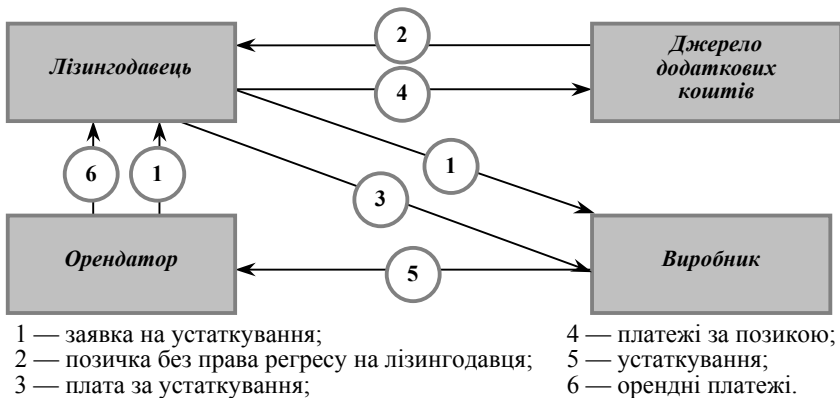 Лізингодавець
2
4
Джерело
додаткових
коштів
6
1
1
3
Орендатор
5
Виробник
1 — заявка на устаткування;
2 — позичка без права регресу на лізингодавця;
3 — плата за устаткування;
4 — платежі за позикою;
5 — устаткування;
6 — орендні платежі.